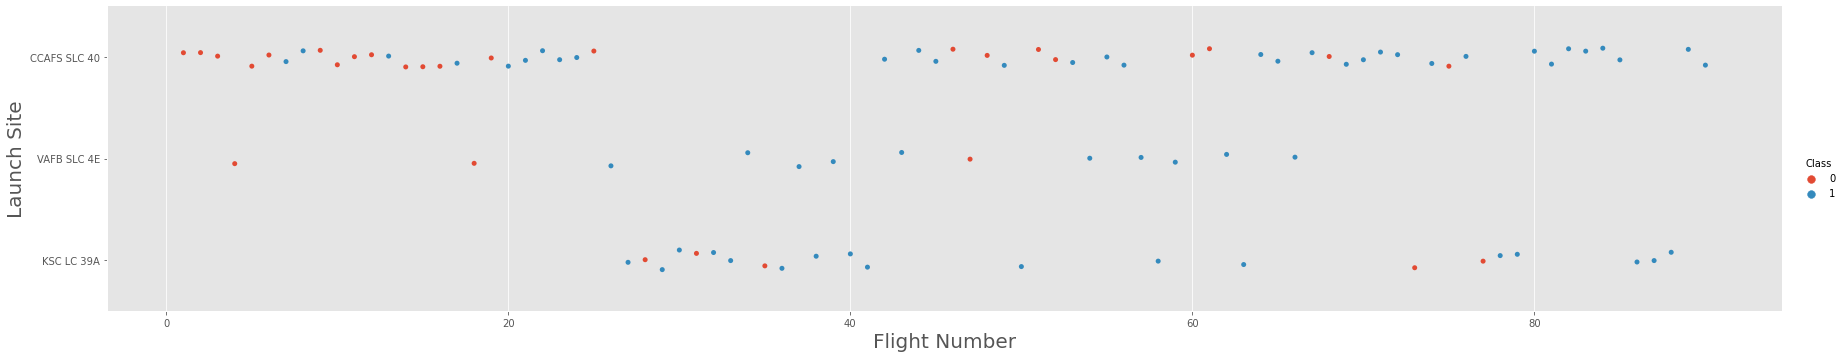 Launch Site
CCAFS SLC 40
VAFB SLC 4E
KSC LC 39A
0
20
40
60
80
Flight Number
Class
0
1